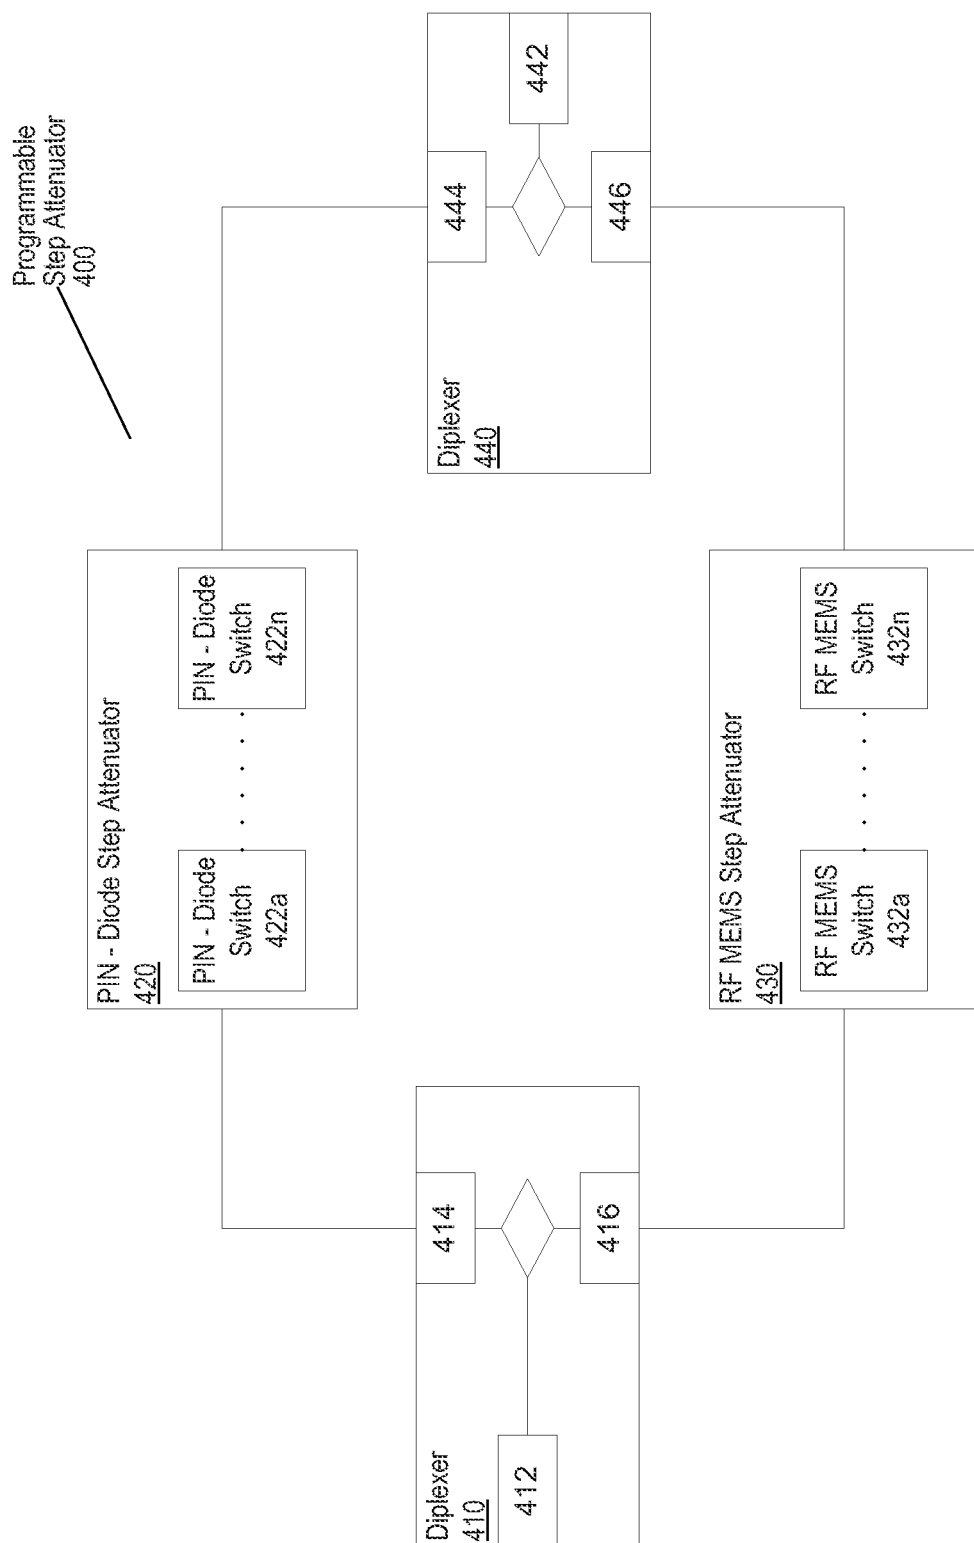 Programmable
Step Attenuator
400
PIN - Diode Step Attenuator
420
PIN - Diode
Switch
422a
PIN - Diode
Switch
422n
Diplexer
410
412
414
416
Diplexer
440
444
442
446
RF MEMS Step Attenuator
430
RF MEMS
Switch
432a
RF MEMS
Switch
432n